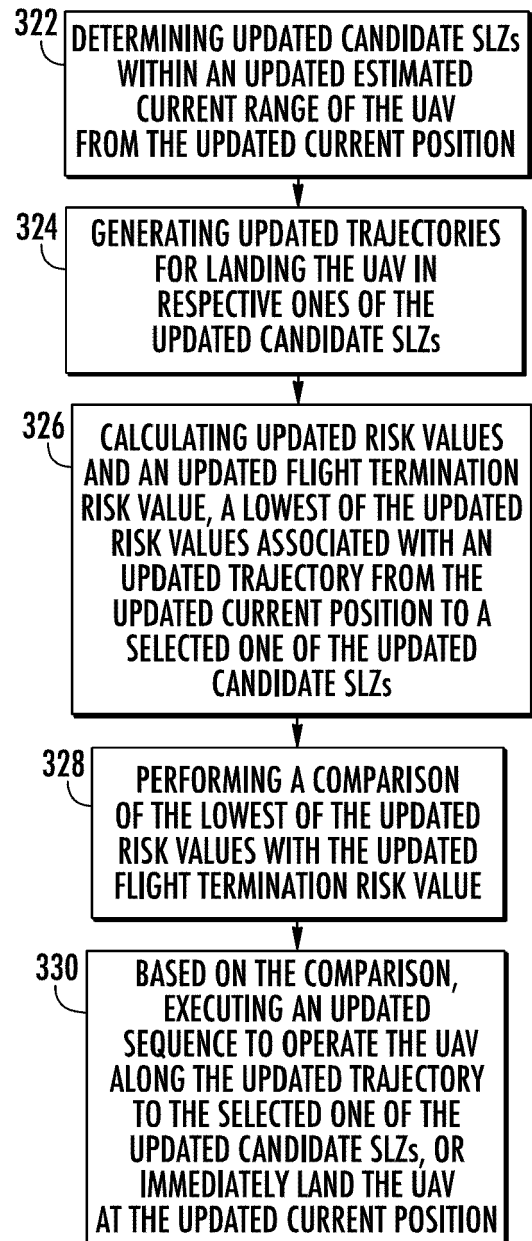 322
DETERMINING UPDATED CANDIDATE SLZs
WITHIN AN UPDATED ESTIMATED
CURRENT RANGE OF THE UAV
FROM THE UPDATED CURRENT POSITION
324
GENERATING UPDATED TRAJECTORIES
FOR LANDING THE UAV IN
RESPECTIVE ONES OF THE
UPDATED CANDIDATE SLZs
326
CALCULATING UPDATED RISK VALUES
AND AN UPDATED FLIGHT TERMINATION
RISK VALUE, A LOWEST OF THE UPDATED
RISK VALUES ASSOCIATED WITH AN
UPDATED TRAJECTORY FROM THE
UPDATED CURRENT POSITION TO A
SELECTED ONE OF THE UPDATED
CANDIDATE SLZs
328
PERFORMING A COMPARISON
OF THE LOWEST OF THE UPDATED
RISK VALUES WITH THE UPDATED
FLIGHT TERMINATION RISK VALUE
330
BASED ON THE COMPARISON,
EXECUTING AN UPDATED
SEQUENCE TO OPERATE THE UAV
ALONG THE UPDATED TRAJECTORY
TO THE SELECTED ONE OF THE
UPDATED CANDIDATE SLZs, OR
IMMEDIATELY LAND THE UAV
AT THE UPDATED CURRENT POSITION